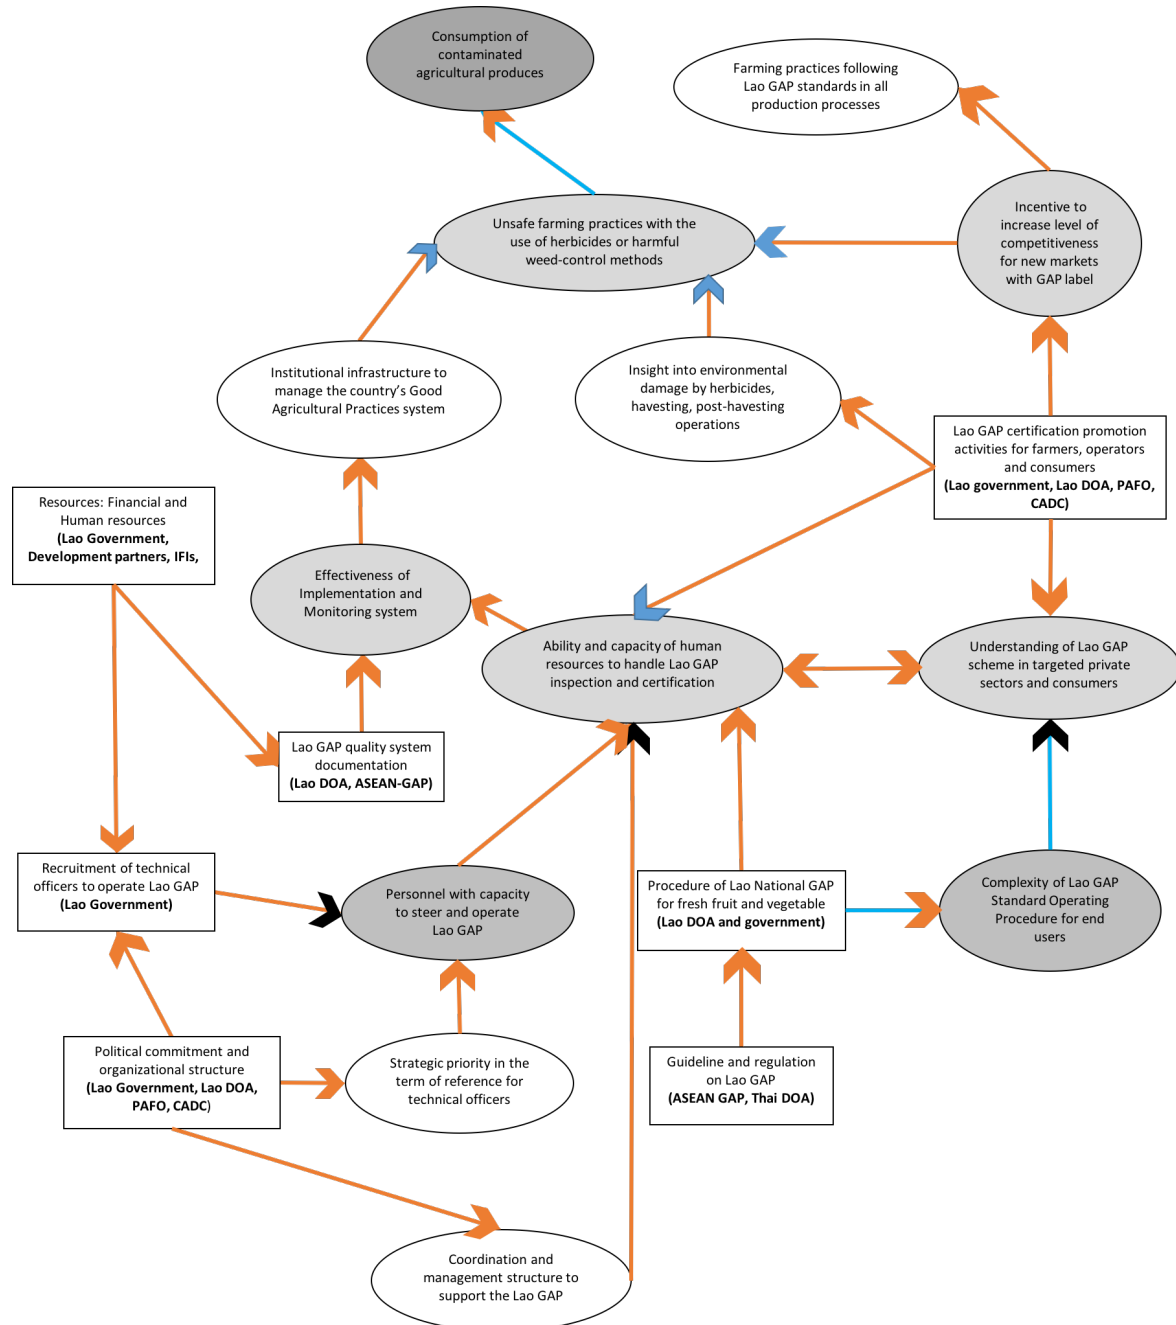 Consumption of
contaminated
agricultural produces
Farming practices following
Lao GAP standards in all
production processes
Unsafe farming practices with the
use of herbicides or harmful
weed-control methods
Incentive to
increase level of
competitiveness
for new markets
with GAP label
Institutional infrastructure to
manage the country’s Good
Agricultural Practices system
Insight into environmental
damage by herbicides,
havesting, post-havesting
operations
Lao GAP certification promotion
activities for farmers, operators
and consumers
(Lao government, Lao DOA, PAFO,
CADC)
Resources: Financial and
Human resources
(Lao Government,
Development partners, IFIs,
Effectiveness of
Implementation and
Monitoring system
Ability and capacity of human
resources to handle Lao GAP
inspection and certification
Understanding of Lao GAP
scheme in targeted private
sectors and consumers
Lao GAP quality system
documentation
(Lao DOA, ASEAN-GAP)
Recruitment of technical
officers to operate Lao GAP
(Lao Government)
Personnel with capacity
to steer and operate
Lao GAP
Procedure of Lao National GAP
for fresh fruit and vegetable
(Lao DOA and government)
Complexity of Lao GAP
Standard Operating
Procedure for end
users
Political commitment and
organizational structure
(Lao Government, Lao DOA,
PAFO, CADC)
Strategic priority in the
term of reference for
technical officers
Guideline and regulation
on Lao GAP
(ASEAN GAP, Thai DOA)
Coordination and
management structure to
support the Lao GAP